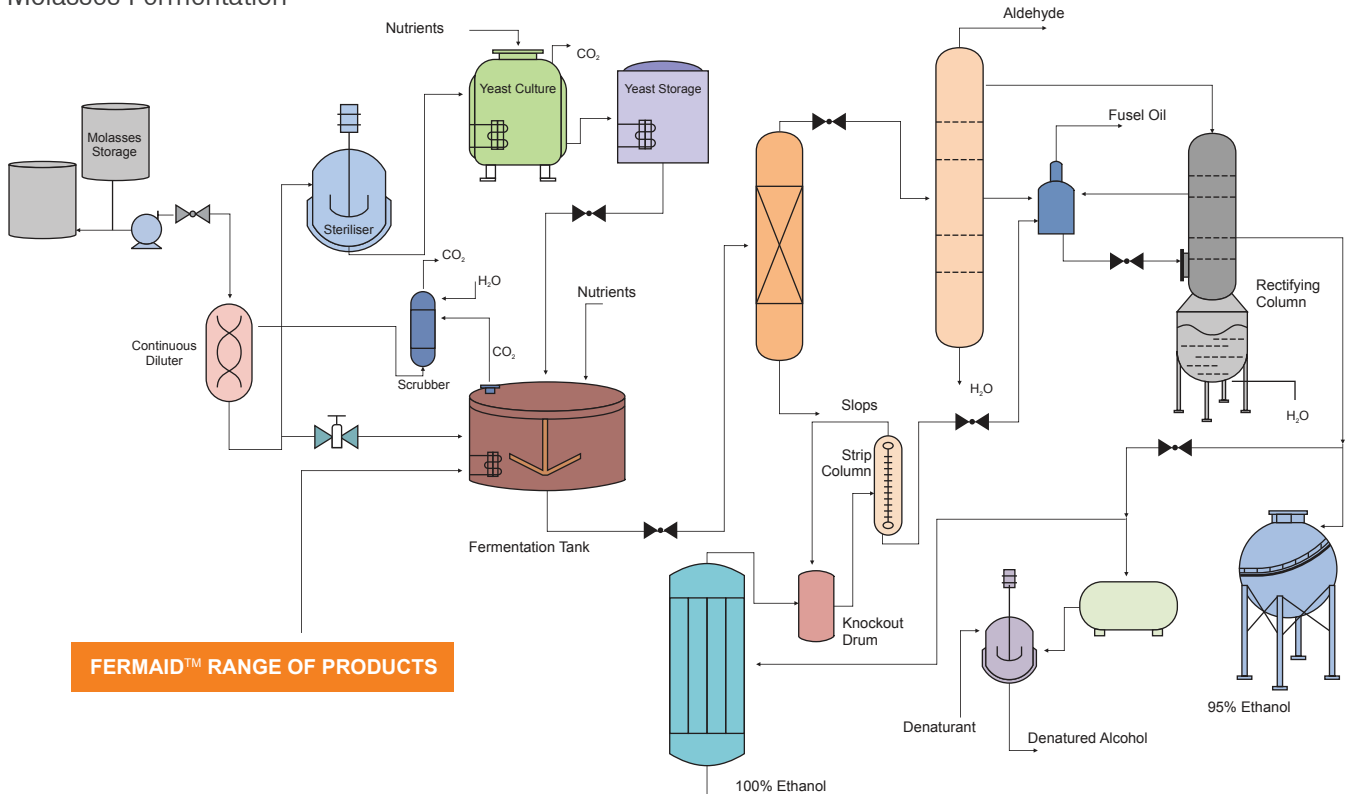 Molasses Fermentation
Nutrients
CO₂
Aldehyde
Yeast Culture
Yeast Storage
Molasses
Storage
Fusel Oil
Steriliser
CO₂
H₂O
Nutrients
Rectifying
Column
Continuous
Diluter
CO₂
Scrubber
H₂O
Slops
H₂O
Strip
Column
Fermentation Tank
Knockout
Drum
FERMAID™ RANGE OF PRODUCTS
95% Ethanol
Denaturant
Denatured Alcohol
100% Ethanol